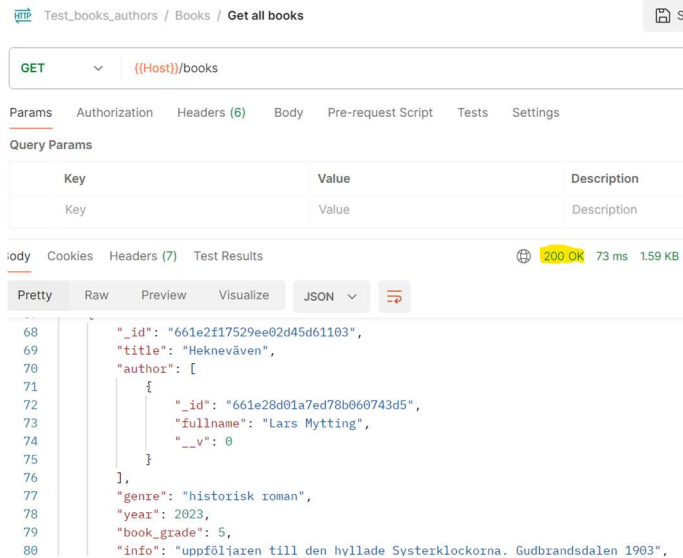 HTTP Test_books_authors / Books / Get all books
GET {{Host}}/books
Params Authorization Headers (6) Body Pre-request Script Tests Settings
Query Params
Key Value Description
Key Value Description
ody Cookies Headers (7) Test Results 200 OK 73 ms 1.59 KB
Pretty Raw Preview Visualize JSON
68 "_id": "661e2f17529ee02d45d61103",
69 "title": "Hekneväven",
70 "author": [
71 {
72 "_id": "661e28d01a7ed78b060743d5",
73 "fullname": "Lars Mytting",
74 "__v": 0
75 }
76 ],
77 "genre": "historisk roman",
78 "year": 2023,
79 "book_grade": 5,
80 "info": "uppföljaren till den hyllade Systerklockorna. Gudbrandsdalen 1903",